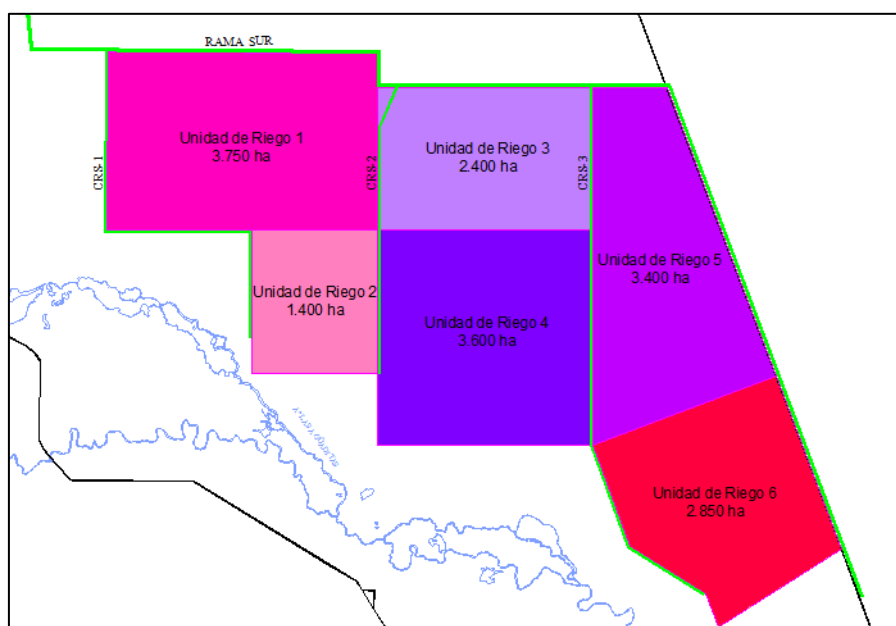 RAMA SUR
Unidad de Riego 1
3.750 ha
CRS-1
CRS-2
Unidad de Riego 3
2.400 ha
CRS-3
Unidad de Riego 5
3.400 ha
Unidad de Riego 2
1.400 ha
Unidad de Riego 4
3.600 ha
Unidad de Riego 6
2.850 ha